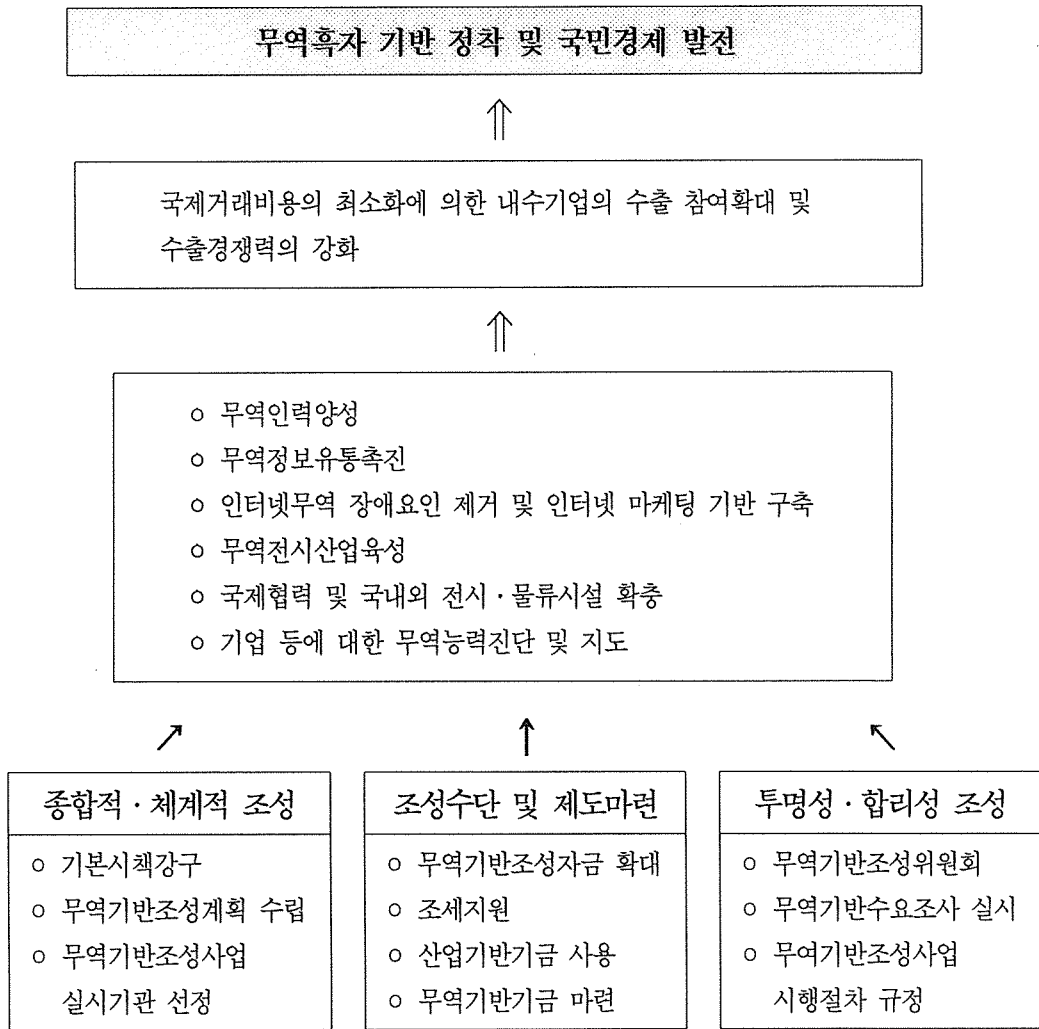 무역흑자 기반 정착 및 국민경제 발전
국제거래비용의 최소화에 의한 내수기업의 수출 참여확대 및
수출경쟁력의 강화
o 무역인력양성
o 무역정보유통촉진
o 인터넷무역 장애요인 제거 및 인터넷 마케팅 기반 구축
o 무역전시산업육성
o 국제협력 및 국내외 전시·물류시설 확충
o 기업 등에 대한 무역능력진단 및 지도
종합적·체계적 조성
o 기본시책강구
o 무역기반조성계획 수립
o 무역기반조성사업
실시기관 선정
조성수단 및 제도마련
o 무역기반조성자금 확대
o 조세지원
o 산업기반기금 사용
o 무역기반기금 마련
투명성·합리성 조성
o 무역기반조성위원회
o 무역기반수요조사 실시
o 무여기반조성사업
시행절차 규정